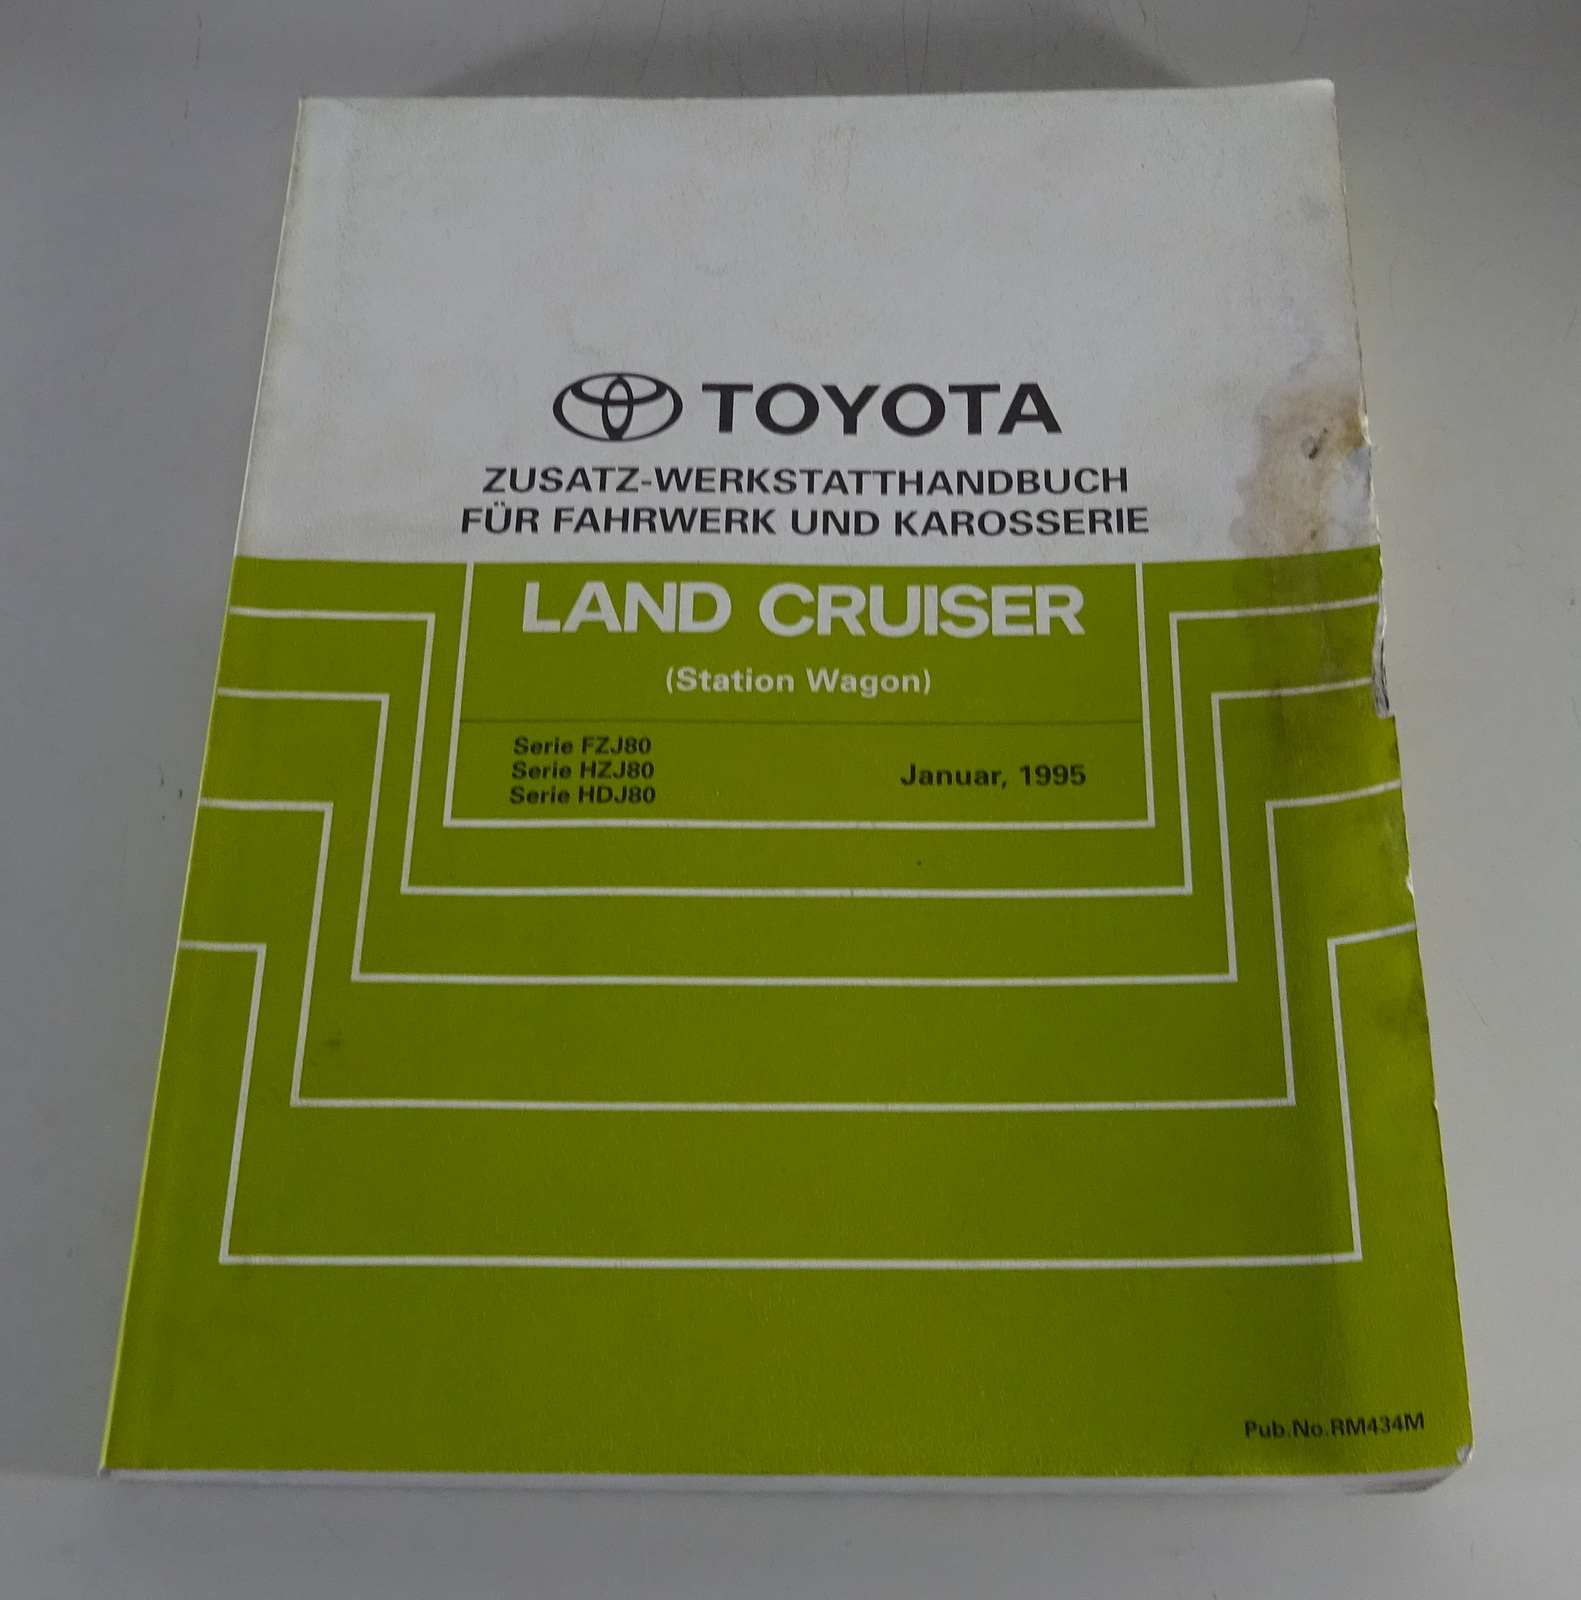 TOYOTA
ZUSATZ-WERKSTATTHANDBUCH
FÜR FAHRWERK UND KAROSSERIE
LAND CRUISER
(Station Wagon)
Serie FZJ80
Serie HZJ80
Serie HDJ80
Januar, 1995
Pub.No.RM434M